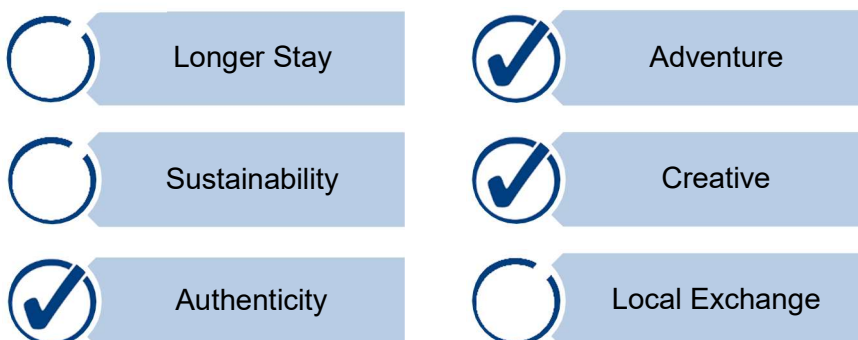 Longer Stay
Adventure
Sustainability
Creative
Authenticity
Local Exchange